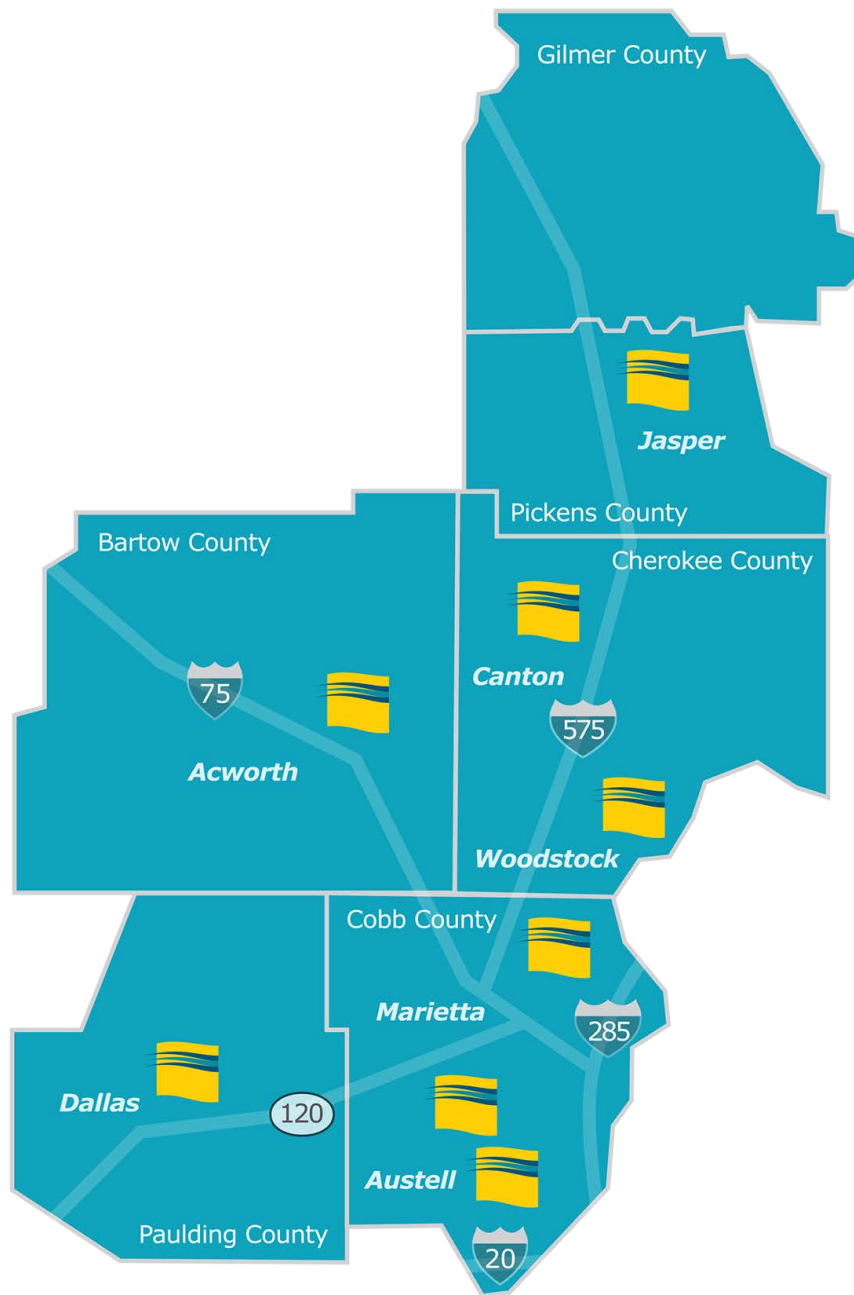 Gilmer County
Jasper
Pickens County
Bartow County
Cherokee County
Canton
75
575
Acworth
Woodstock
Cobb County
Marietta
285
Dallas
120
Austell
Paulding County
20